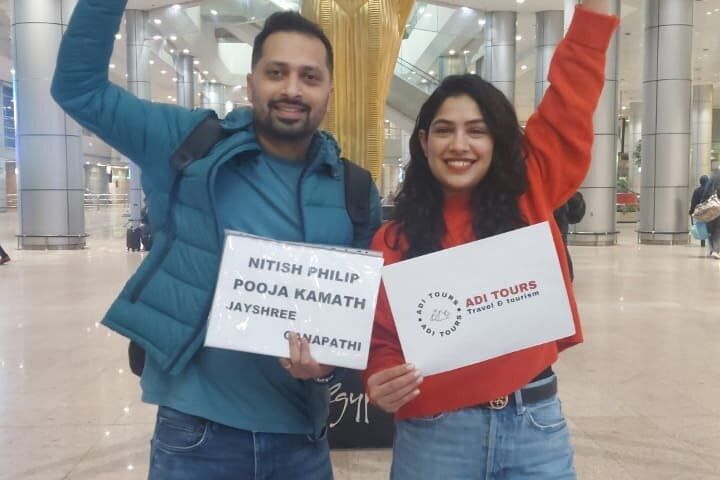 NITISH PHILIP
POOJA KAMATH
JAYSHREE
GANAPATHI
ADI TOURS
ADI TOURS
ADI TOURS
Travel & tourism